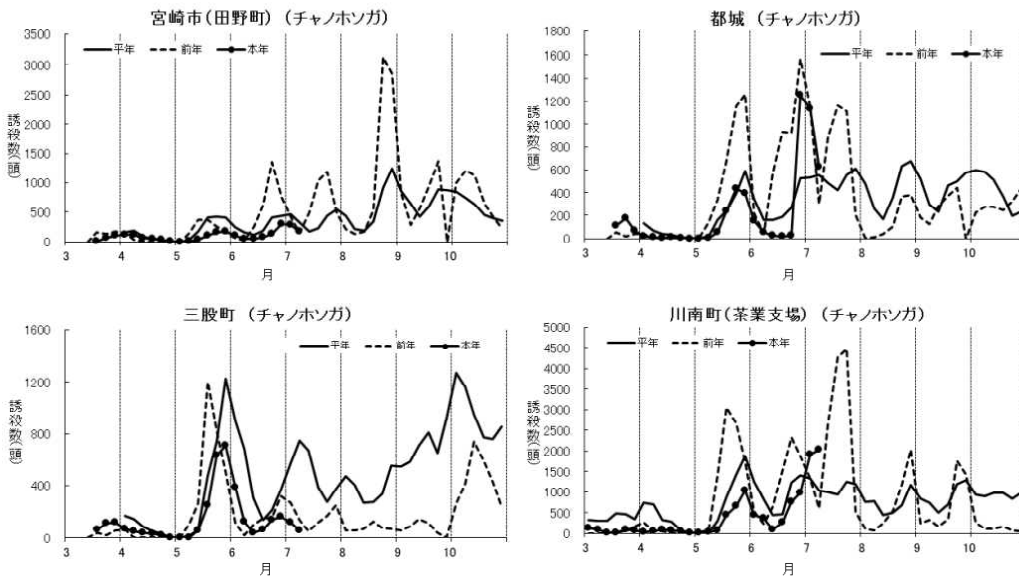 宮崎市(田野町) (チャノホソガ)
平年 前年 本年
誘殺数(頭)
3500
3000
2500
2000
1500
1000
500
0
3 4 5 6 7 8 9 10
月
都城 (チャノホソガ)
平年 前年 本年
誘殺数(頭)
1800
1600
1400
1200
1000
800
600
400
200
0
3 4 5 6 7 8 9 10
月
三股町 (チャノホソガ)
平年 前年 本年
誘殺数(頭)
1600
1200
800
400
0
3 4 5 6 7 8 9 10
月
川南町(茶業支場) (チャノホソガ)
平年 前年 本年
誘殺数(頭)
5000
4500
4000
3500
3000
2500
2000
1500
1000
500
0
3 4 5 6 7 8 9 10
月